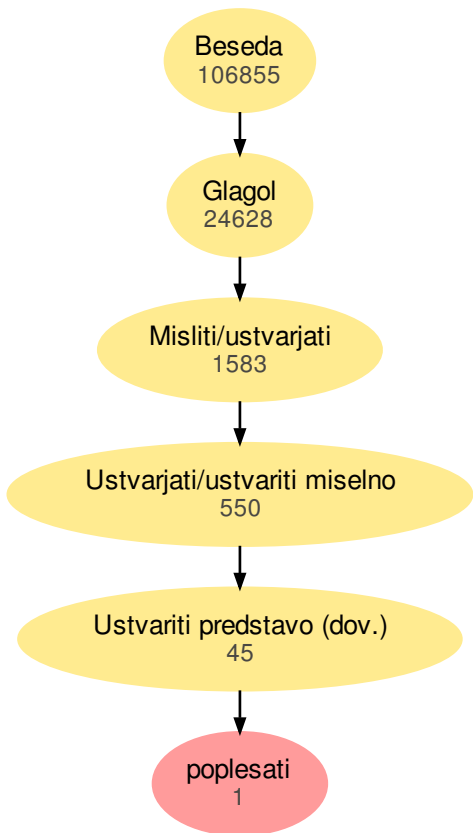 Beseda
106855
Glagol
24628
Misliti/ustvarjati
1583
Ustvarjati/ustvariti miselno
550
Ustvariti predstavo (dov.)
45
poplesati
1